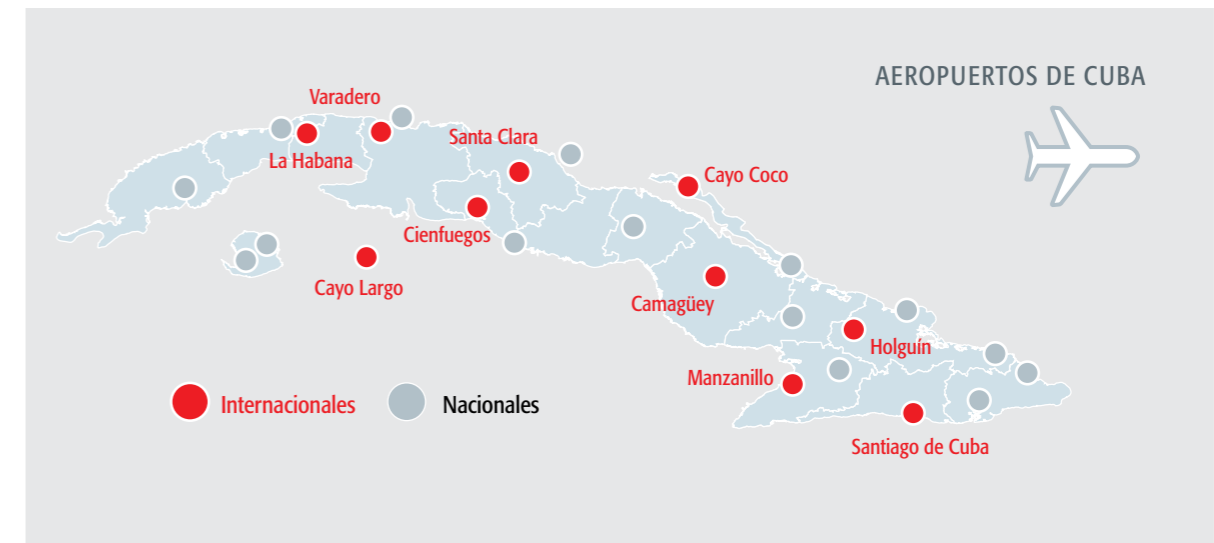 AEROPUERTOS DE CUBA
Varadero
La Habana
Santa Clara
Cayo Coco
Cienfuegos
Cayo Largo
Camagüey
Holguín
Manzanillo
Internacionales
Nacionales
Santiago de Cuba